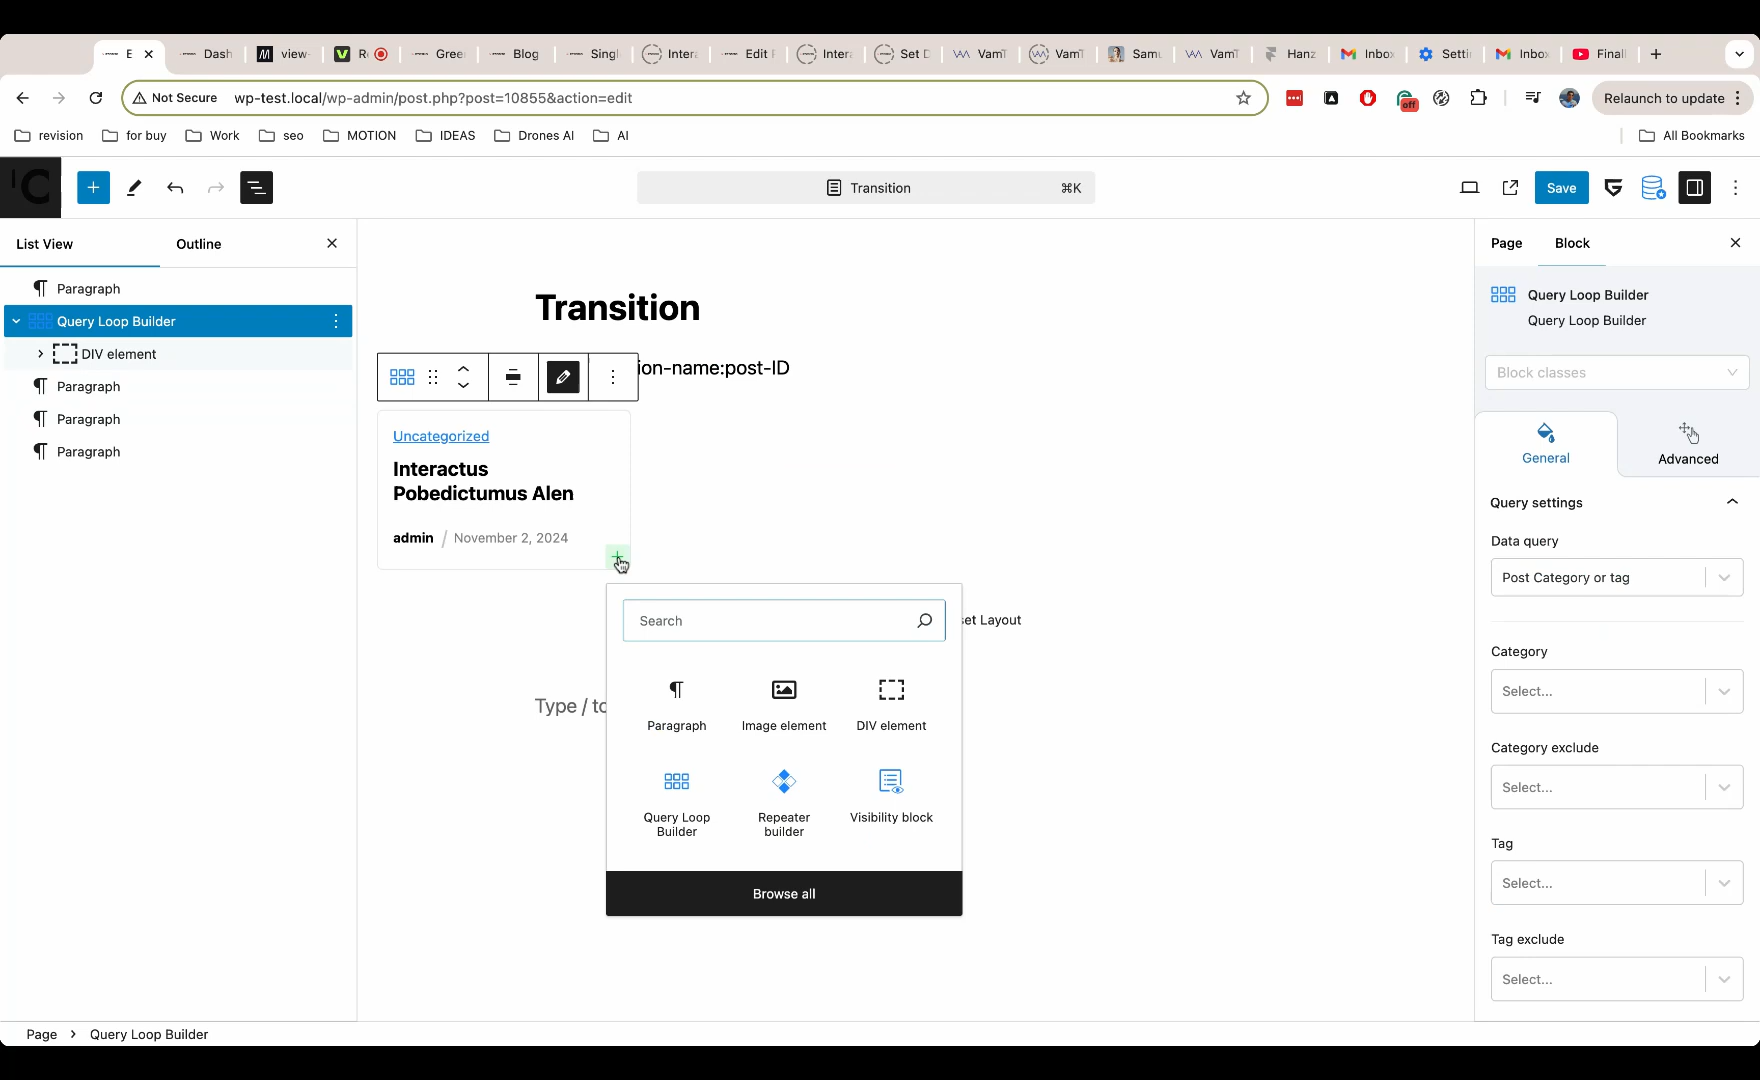 E
Dash
view-
R
Gree
Blog
Singl
Intera
Edit P
Intera
Set D
VamT
VamT
Samu
VamT
Hanz
Inbox
Settin
Inbox
Finall
Not Secure
wp-test.local/wp-admin/post.php?post=10855&action=edit
off
Relaunch to update
revision
for buy
Work
seo
MOTION
IDEAS
Drones AI
AI
All Bookmarks
Transition
⌘K
Save
List View
Outline
Paragraph
Query Loop Builder
DIV element
Paragraph
Paragraph
Paragraph
Transition
ion-name:post-ID
Uncategorized
Interactus
Pobedictumus Alen
admin / November 2, 2024
Search
set Layout
Type / to
Paragraph
Image element
DIV element
Query Loop
Builder
Repeater
builder
Visibility block
Browse all
Page
Block
Query Loop Builder
Query Loop Builder
Block classes
General
Advanced
Query settings
Data query
Post Category or tag
Category
Select...
Category exclude
Select...
Tag
Select...
Tag exclude
Select...
Page > Query Loop Builder